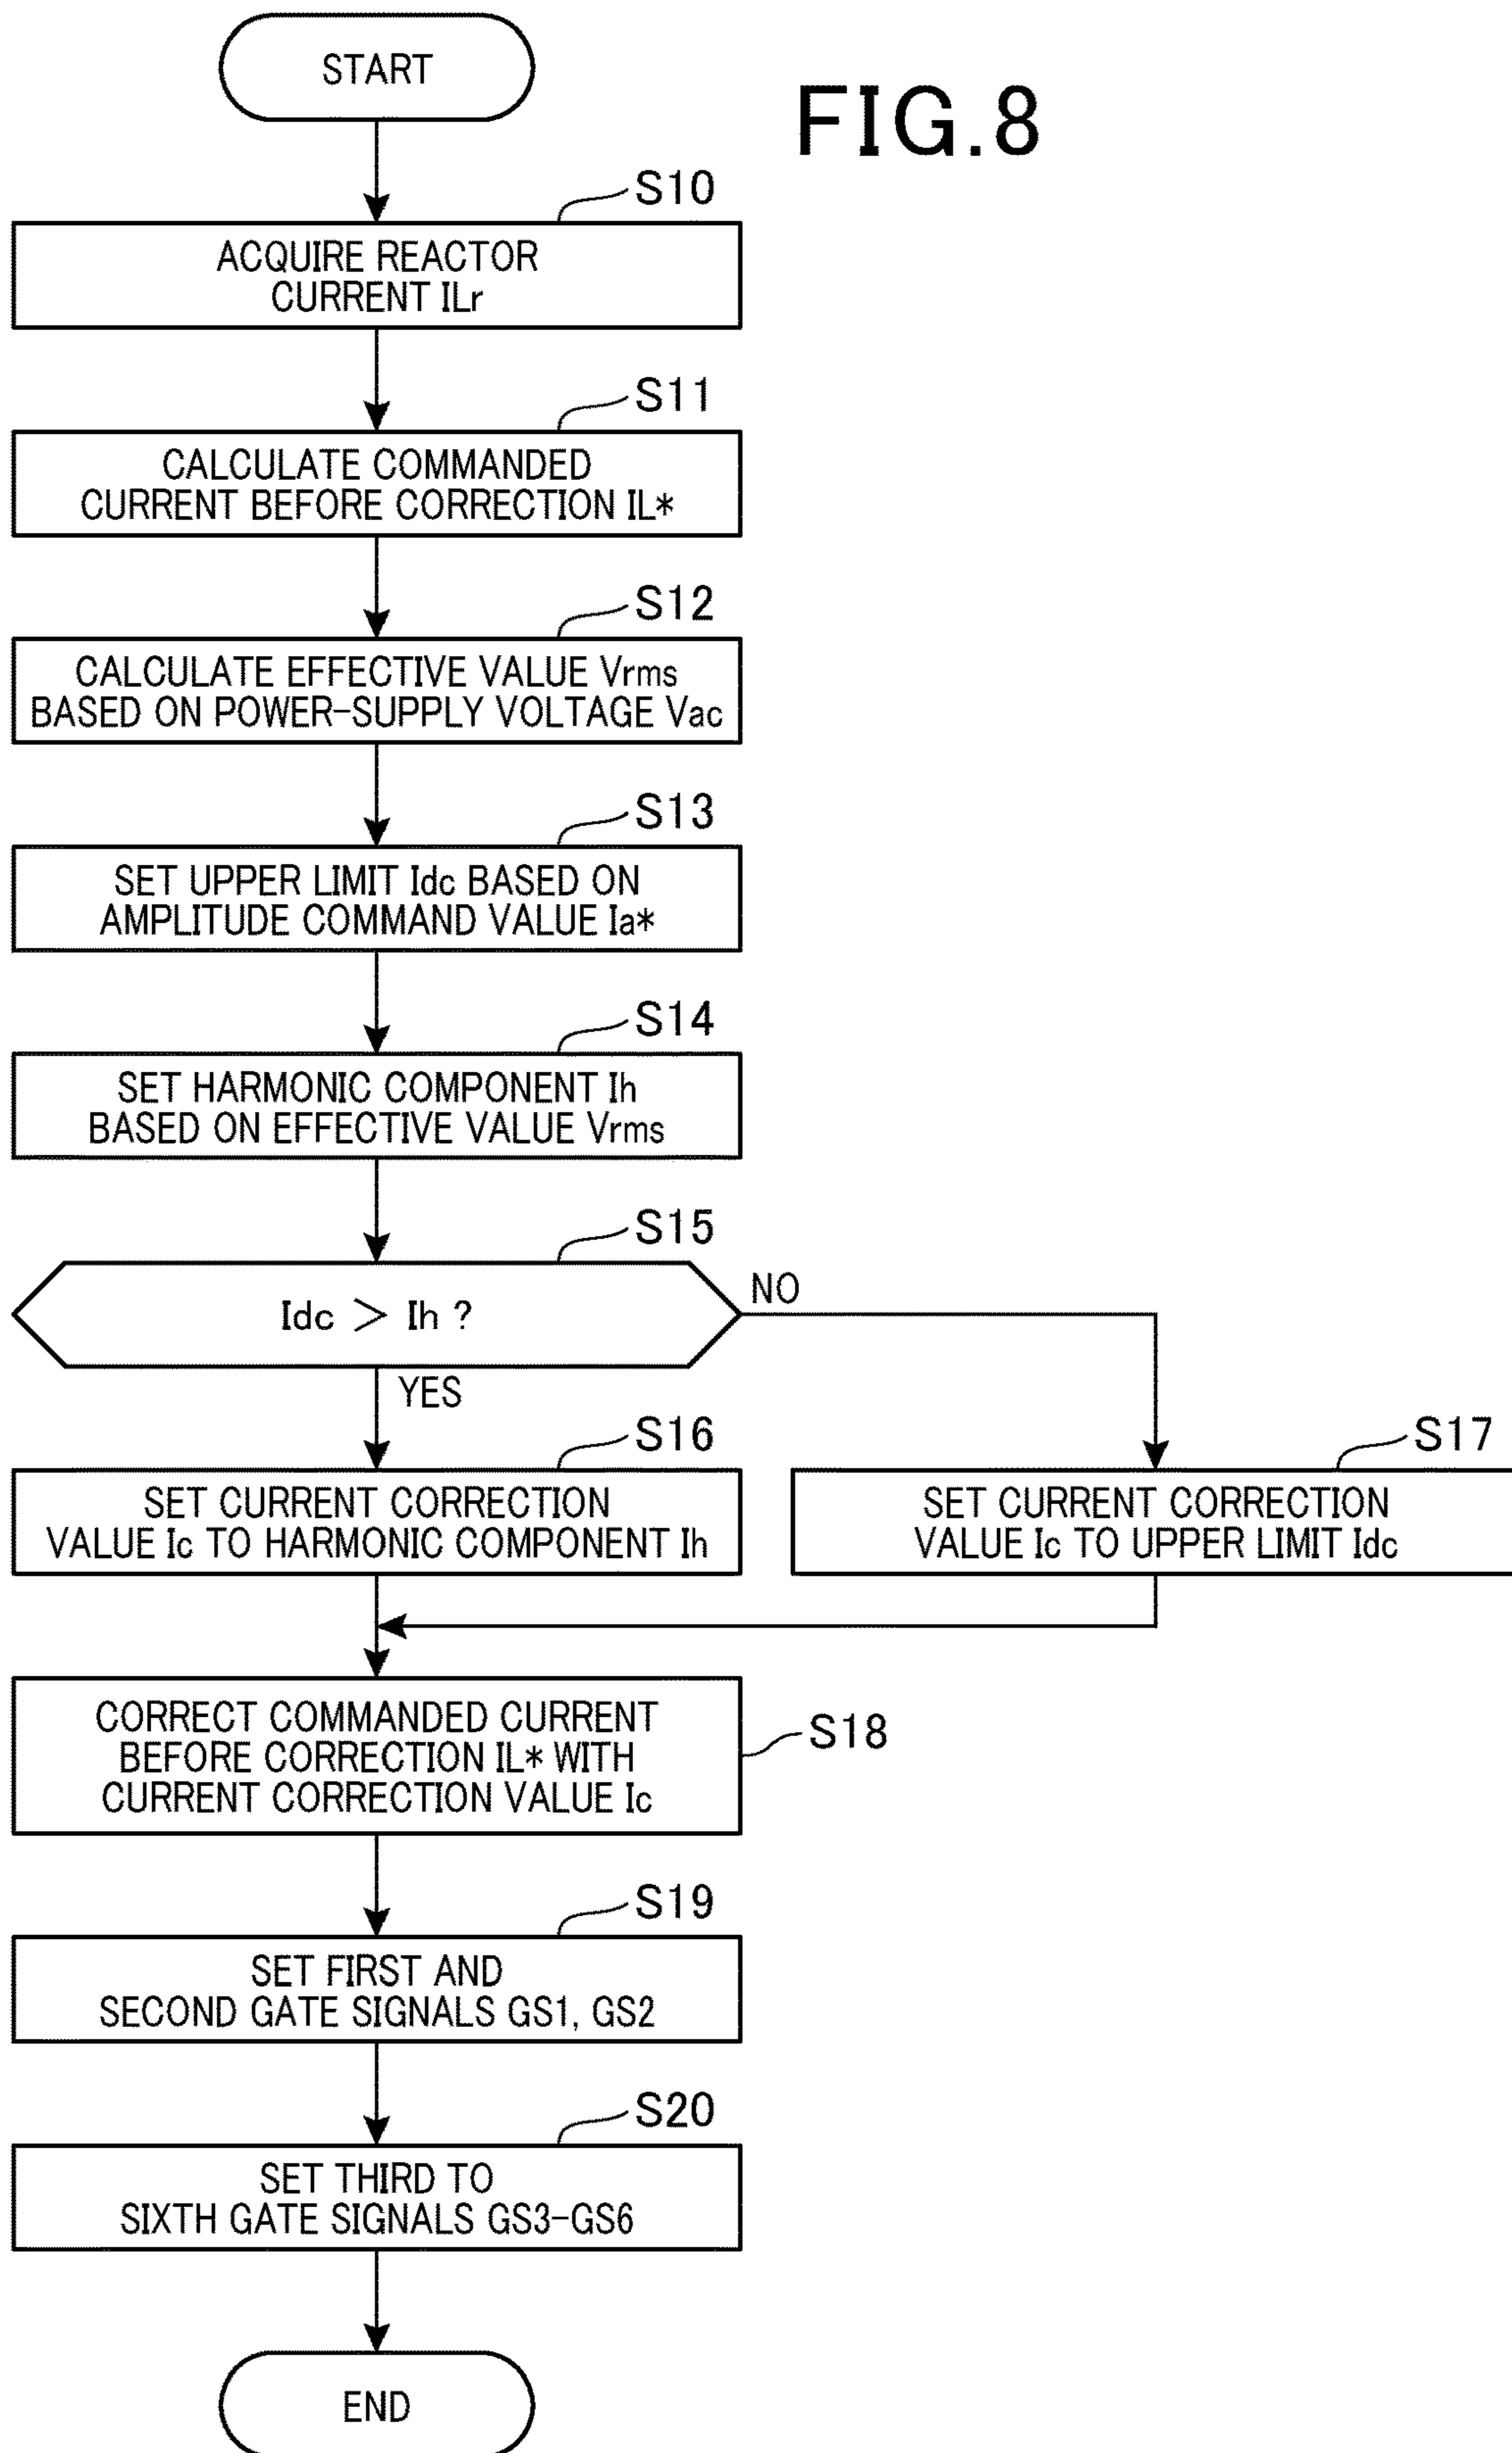 START
FIG.8
S10
ACQUIRE REACTOR
CURRENT ILr
S11
CALCULATE COMMANDED
CURRENT BEFORE CORRECTION IL*
S12
CALCULATE EFFECTIVE VALUE Vrms
BASED ON POWER-SUPPLY VOLTAGE Vac
S13
SET UPPER LIMIT Idc BASED ON
AMPLITUDE COMMAND VALUE Ia*
S14
SET HARMONIC COMPONENT Ih
BASED ON EFFECTIVE VALUE Vrms
S15
Idc > Ih ?
NO
YES
S16
SET CURRENT CORRECTION
VALUE Ic TO HARMONIC COMPONENT Ih
S17
SET CURRENT CORRECTION
VALUE Ic TO UPPER LIMIT Idc
CORRECT COMMANDED CURRENT
BEFORE CORRECTION IL* WITH
CURRENT CORRECTION VALUE Ic
S18
S19
SET FIRST AND
SECOND GATE SIGNALS GS1, GS2
S20
SET THIRD TO
SIXTH GATE SIGNALS GS3-GS6
END